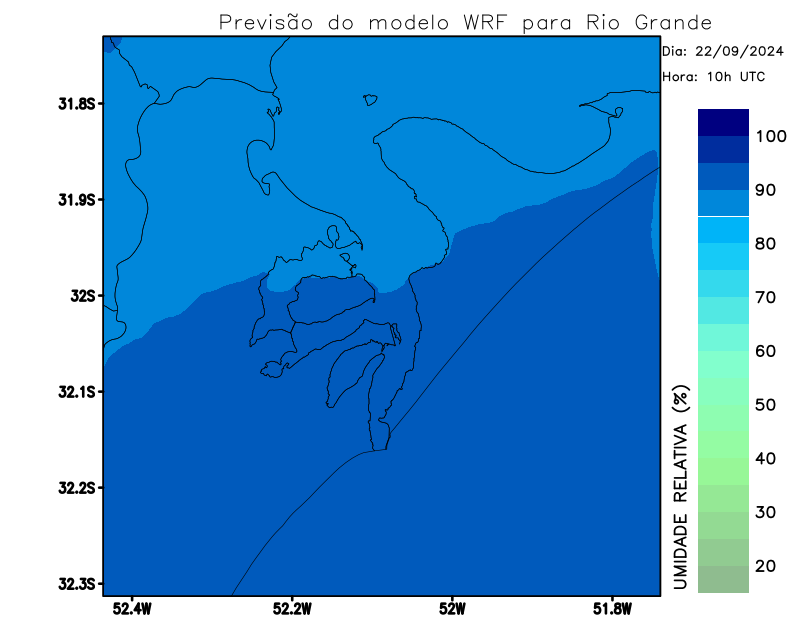 Previsão do modelo WRF para Rio Grande
Dia: 22/09/2024
Hora: 10h UTC
31.8S
31.9S
32S
32.1S
32.2S
32.3S
52.4W
52.2W
52W
51.8W
100
90
80
70
60
50
40
30
20
UMIDADE RELATIVA (%)